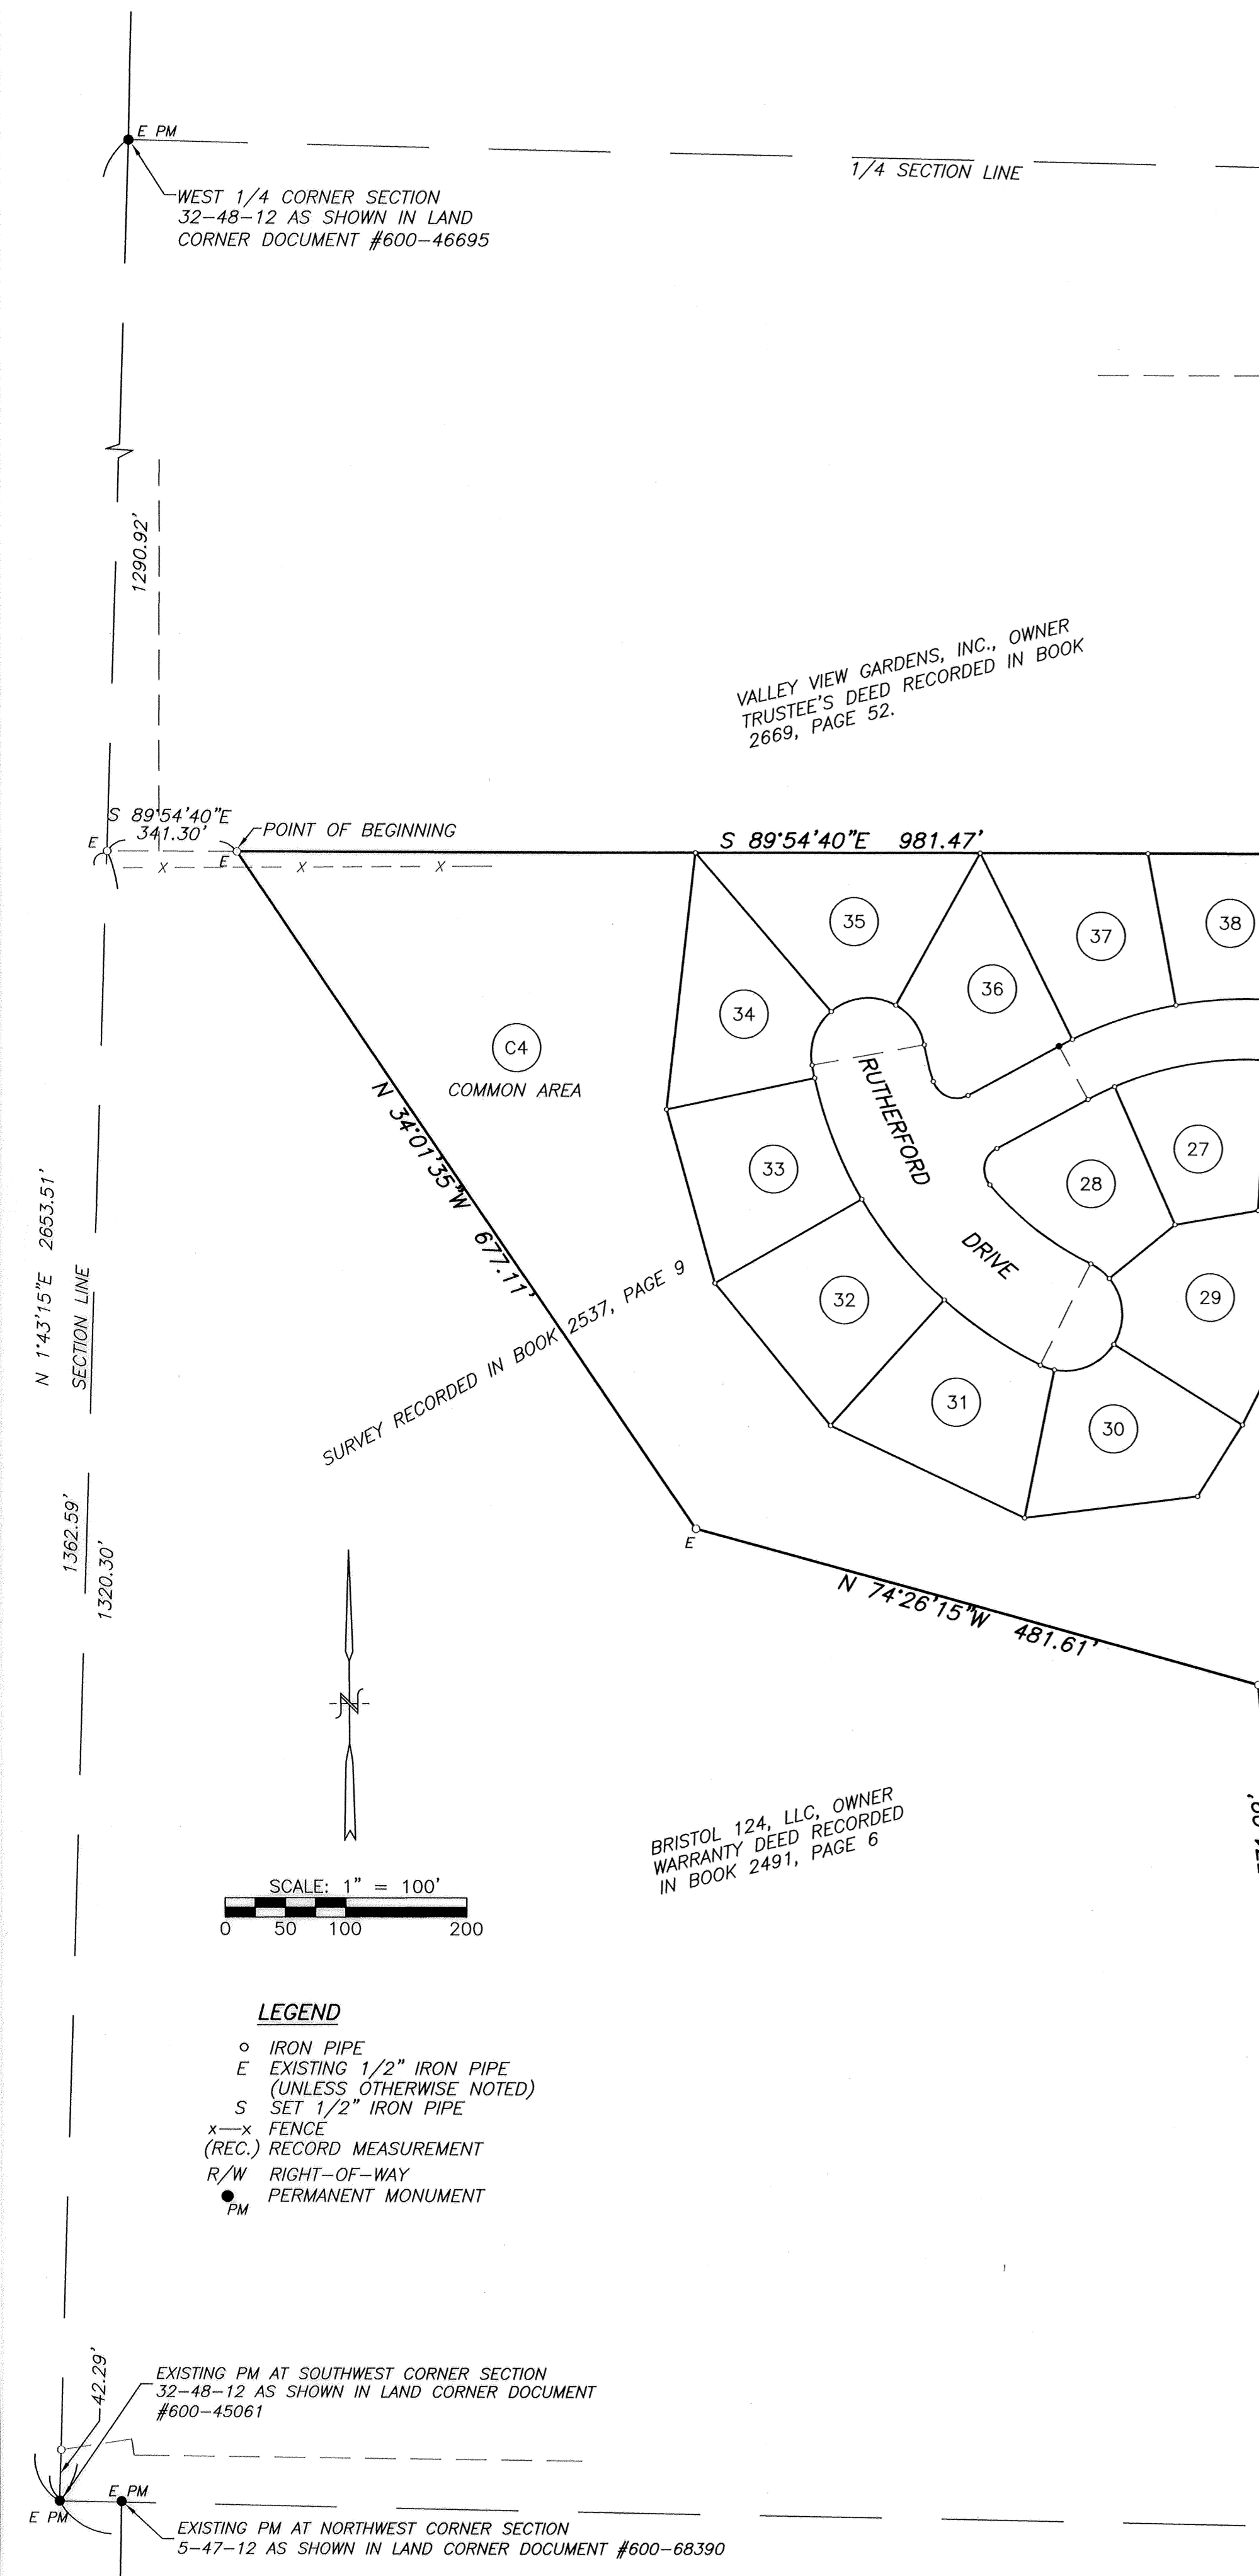 E PM
WEST 1/4 CORNER SECTION
32-48-12 AS SHOWN IN LAND
CORNER DOCUMENT #600-46695
1/4 SECTION LINE
1290.92'
VALLEY VIEW GARDENS, INC., OWNER
TRUSTEE'S DEED RECORDED IN BOOK
2669, PAGE 52.
S 89°54'40"E
341.30'
E
E
POINT OF BEGINNING
X
X
X
S 89°54'40"E 981.47'
35
37
38
36
34
C4
COMMON AREA
N 34°01'35"W 677.11'
RUTHERFORD
DRIVE
33
27
28
32
29
31
30
N 1°43'15"E 2653.51'
SECTION LINE
SURVEY RECORDED IN BOOK 2537, PAGE 9
1362.59'
1320.30'
E
N 74°26'15"W 481.61'
N
BRISTOL 124, LLC, OWNER
WARRANTY DEED RECORDED
IN BOOK 2491, PAGE 6
SCALE: 1" = 100'
0 50 100 200
LEGEND
IRON PIPE
E EXISTING 1/2" IRON PIPE
(UNLESS OTHERWISE NOTED)
S SET 1/2" IRON PIPE
x—x FENCE
(REC.) RECORD MEASUREMENT
R/W RIGHT-OF-WAY
PM PERMANENT MONUMENT
42.29'
EXISTING PM AT SOUTHWEST CORNER SECTION
32-48-12 AS SHOWN IN LAND CORNER DOCUMENT
#600-45061
E PM
E PM
EXISTING PM AT NORTHWEST CORNER SECTION
5-47-12 AS SHOWN IN LAND CORNER DOCUMENT #600-68390